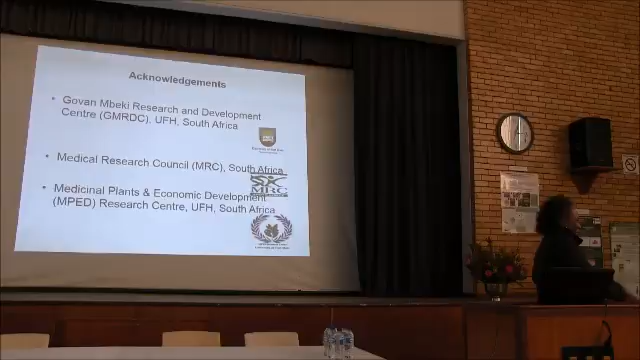 Acknowledgements
• Govan Mbeki Research and Development
Centre (GMRDC), UFH, South Africa
• Medical Research Council (MRC), South Africa
MRC
• Medicinal Plants & Economic Development
(MPED) Research Centre, UFH, South Africa